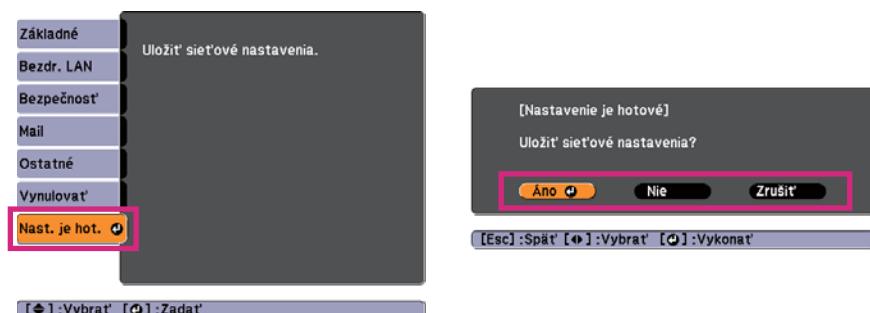 Základné
Bezdr. LAN
Bezpečnosť
Mail
Ostatné
Vynulovať
Nast. je hot.
Uložiť sieťové nastavenia.
[ ]:Vybrať [ ]:Zadať
[Nastavenie je hotové]
Uložiť sieťové nastavenia?
Áno Nie Zrušiť
[Esc]:Späť [ ]:Vybrať [ ]:Vykonať